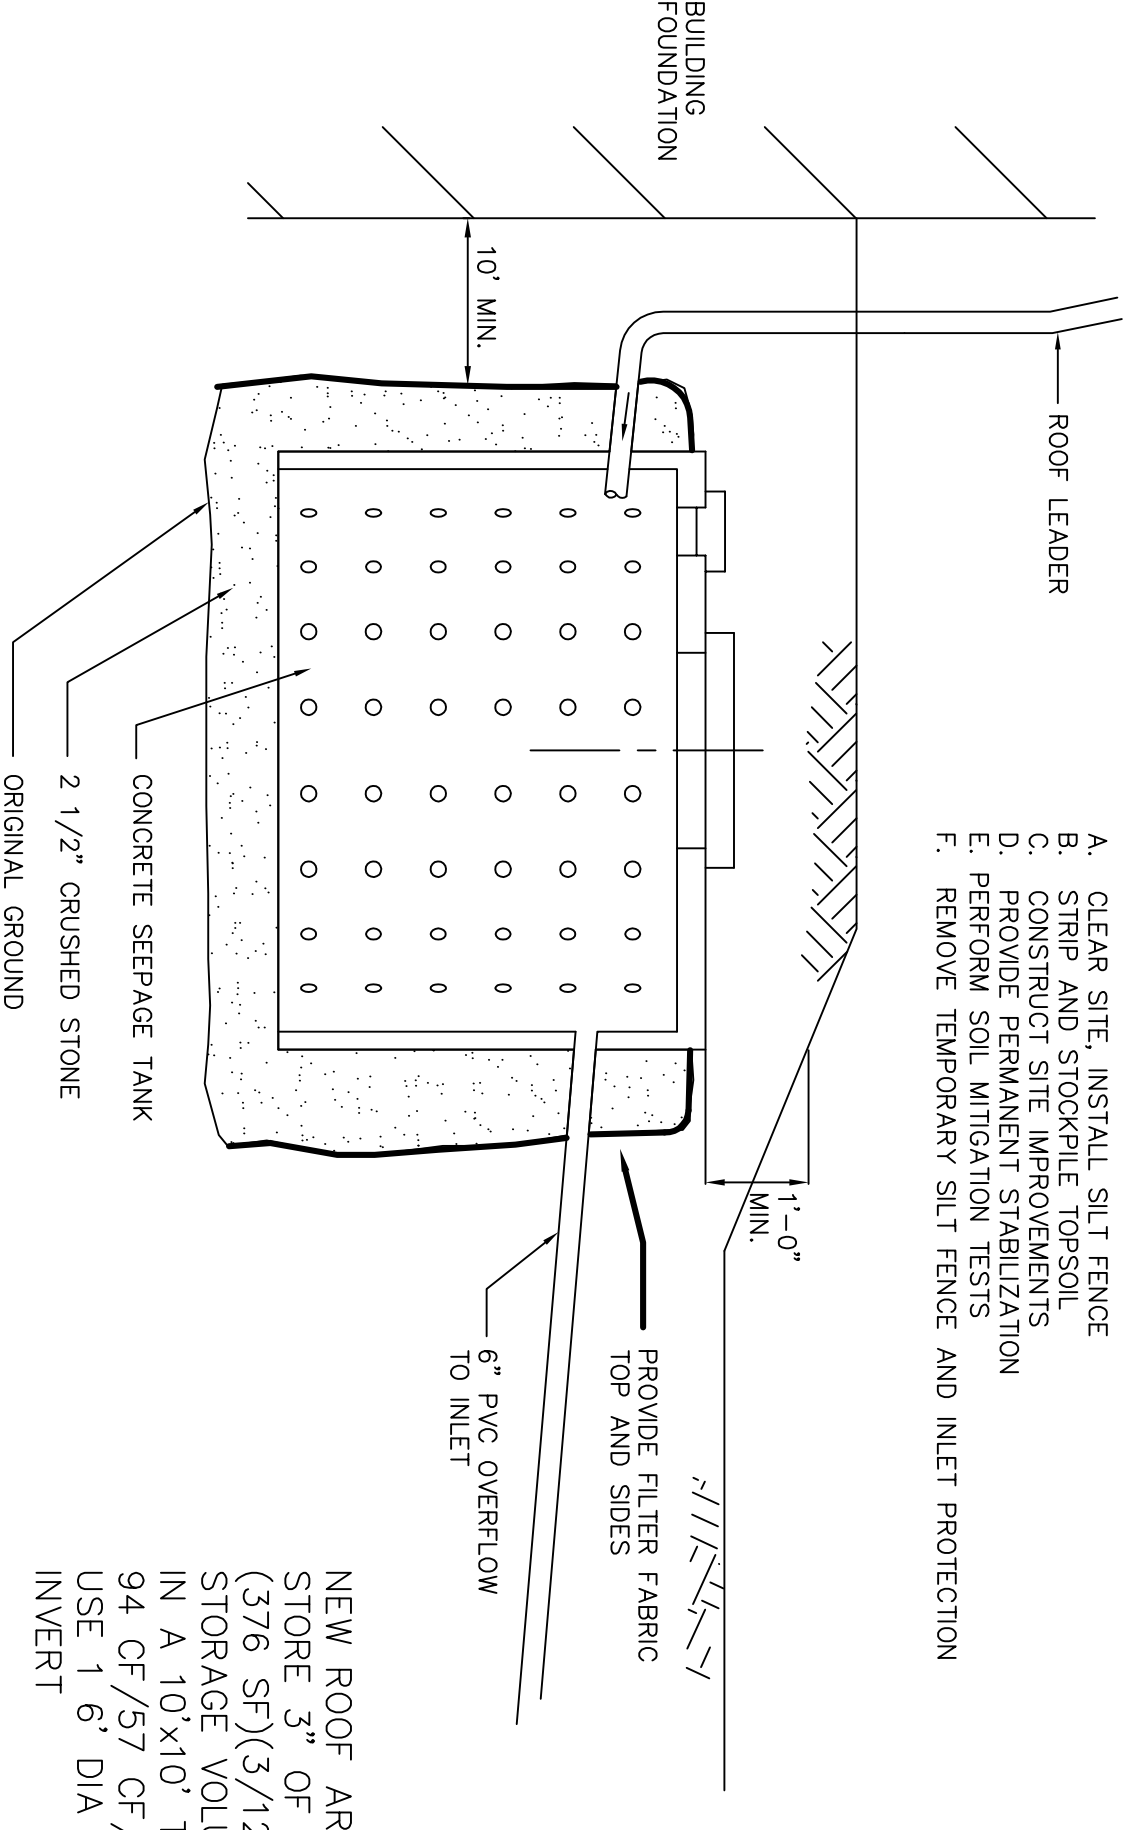 A. CLEAR SITE, INSTALL SILT FENCE
B. STRIP AND STOCKPILE TOPSOIL
C. CONSTRUCT SITE IMPROVEMENTS
D. PROVIDE PERMANENT STABILIZATION
E. PERFORM SOIL MITIGATION TESTS
F. REMOVE TEMPORARY SILT FENCE AND INLET PROTECTION
ROOF LEADER
BUILDING
FOUNDATION
10' MIN.
1'-0"
MIN.
PROVIDE FILTER FABRIC
TOP AND SIDES
6" PVC OVERFLOW
TO INLET
CONCRETE SEEPAGE TANK
2 1/2" CRUSHED STONE
ORIGINAL GROUND
NEW ROOF AR
STORE 3" OF
(376 SF)(3/12
STORAGE VOLU
IN A 10'x10' T
94 CF/57 CF/
USE 1 6' DIA
INVERT